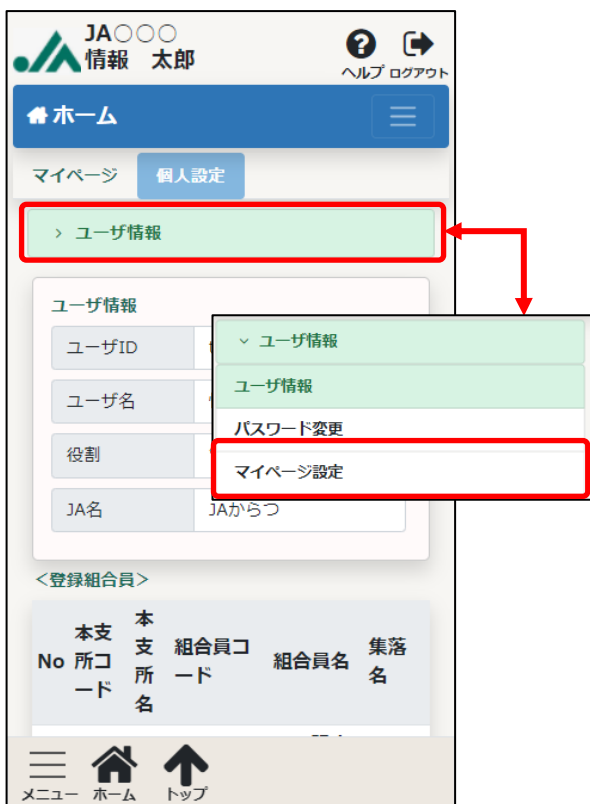 JA○○○
情報 太郎
ヘルプ ログアウト
ホーム
マイページ 個人設定
> ユーザ情報
ユーザ情報
ユーザID
ユーザ名
役割
JA名 JAからつ
ユーザ情報
ユーザ情報
パスワード変更
マイページ設定
<登録組合員>
No 本支所コード 本支所名 組合員コード 組合員名 集落名
メニュー ホーム トップ